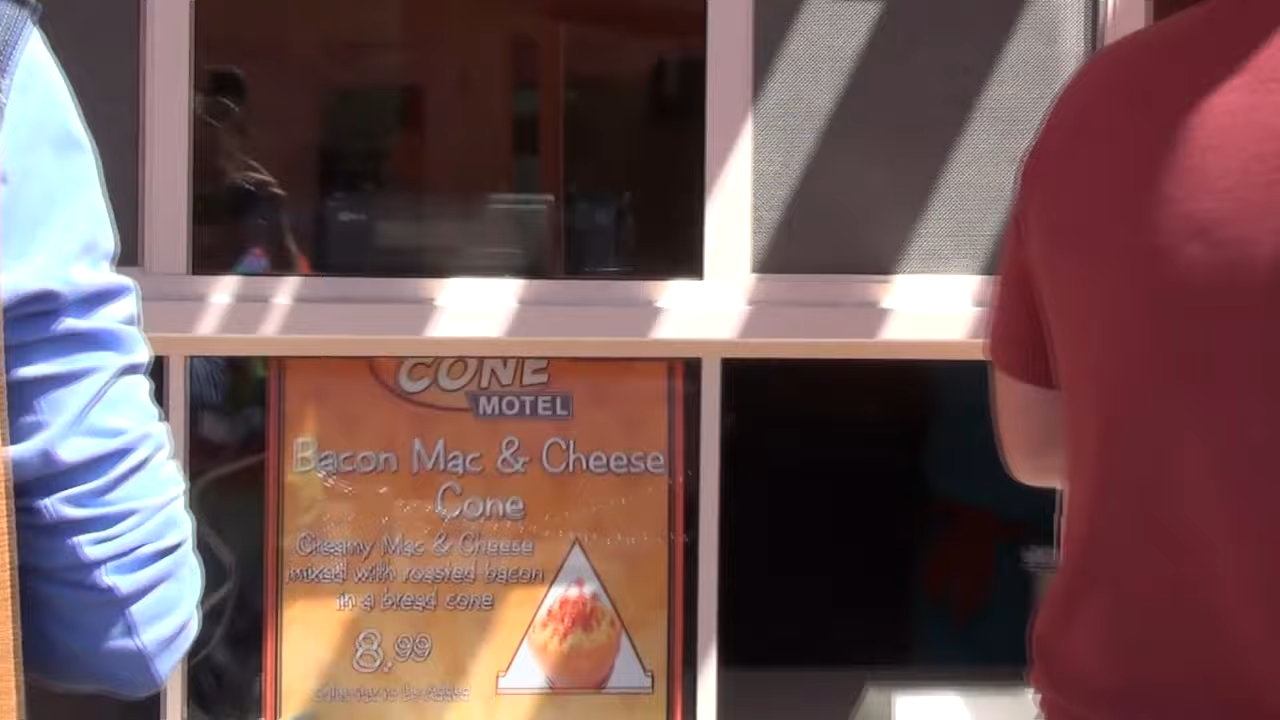 CONE
MOTEL
Bacon Mac & Cheese
Cone
Creamy Mac & Cheese
mixed with roasted bacon
in a bread cone
8.99